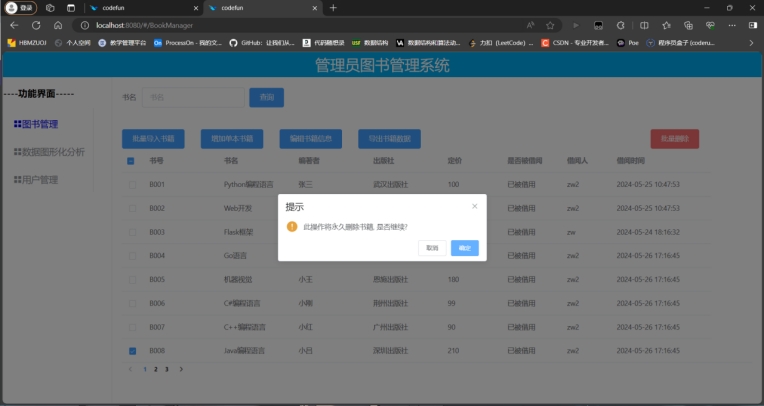 登录
codefun
codefun
localhost:8080/#/BookManager
HBMZUOJ
个人空间
教学管理平台
ProcessOn - 我的文...
GitHub: 让我们从...
代码随想录
数据结构
数据结构和算法动...
力扣 (LeetCode) ...
CSDN - 专业开发者...
Poe
程序员盒子 (coderu...
管理员图书管理系统
----功能界面-----
图书管理
数据图形化分析
用户管理
书名
书名
查询
批量导入书籍
增加单本书籍
编辑书籍信息
导出书籍数据
批量删除
书号 书名 编著者 出版社 定价 是否被借阅 借阅人 借阅时间
B001 Python编程语言 张三 武汉出版社 100 已被借用 zw2 2024-05-25 10:47:53
B002 Web开发 已被借用 zw2 2024-05-25 10:47:53
B003 Flask框架 已被借用 zw 2024-05-24 18:16:32
B004 Go语言 已被借用 zw2 2024-05-26 17:16:45
B005 机器视觉 小王 恩施出版社 180 已被借用 zw2 2024-05-26 17:16:45
B006 C#编程语言 小刚 荆州出版社 99 已被借用 zw2 2024-05-26 17:16:45
B007 C++编程语言 小红 广州出版社 90 已被借用 zw2 2024-05-26 17:16:45
B008 Java编程语言 小吕 深圳出版社 210 已被借用 zw2 2024-05-26 17:16:45
1 2 3
提示
此操作将永久删除书籍, 是否继续?
取消
确定